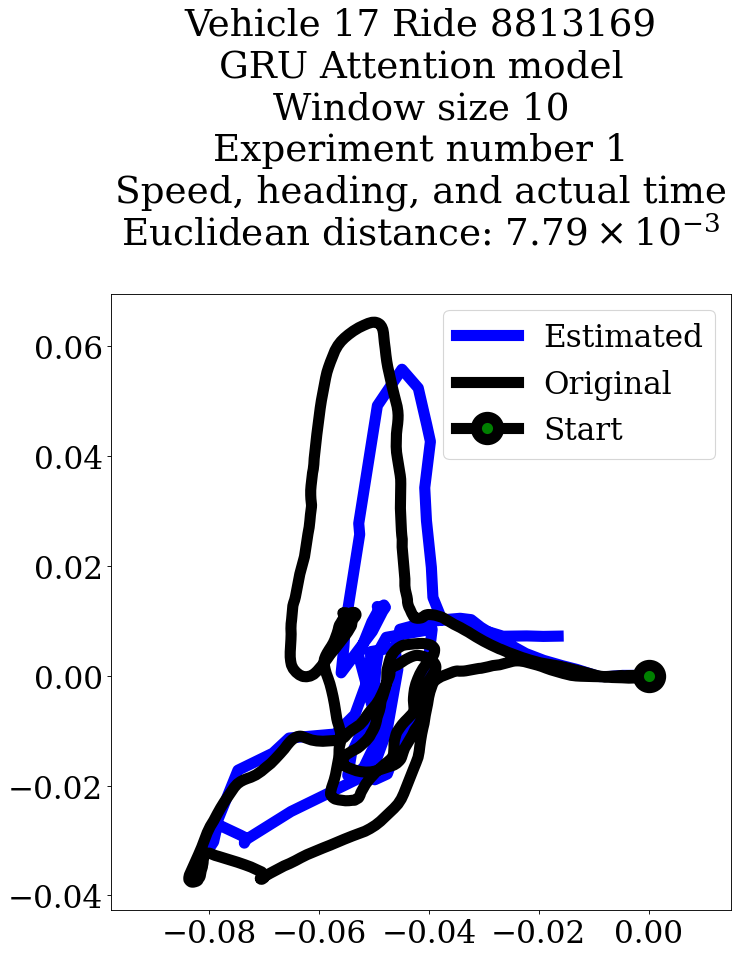 Vehicle 17 Ride 8813169
GRU Attention model
Window size 10
Experiment number 1
Speed, heading, and actual time
Euclidean distance: 7.79 × 10⁻³
Estimated
Original
Start
0.06
0.04
0.02
0.00
−0.02
−0.04
−0.08 −0.06 −0.04 −0.02 0.00